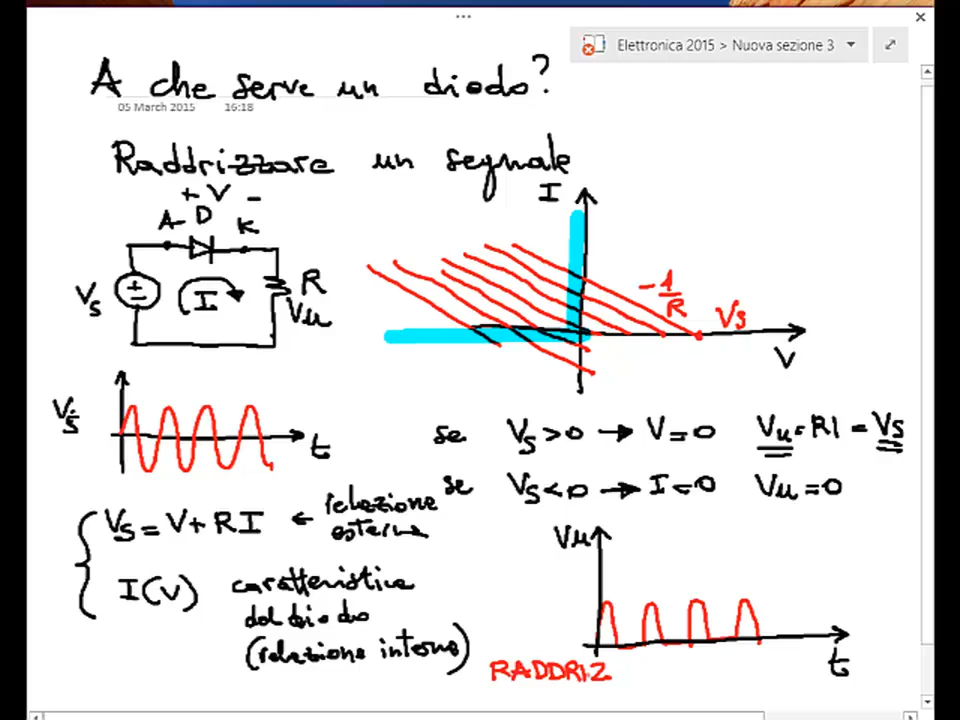 Elettronica 2015 > Nuova sezione 3
A che serve un diodo?
05 March 2015 16:18
Raddrizzare un segnale
+ V -
A D K
Vs + - I R
Vu
I
-1/R
Vs
V
Vs
t
se Vs>0 → V=0 Vu=RI=Vs
se Vs<0 → I=0 Vu=0
Vs=V+RI ← relazione
esterna
I(V) caratteristica
del diodo
(relazione interna)
Vu
t
RADDRIZ